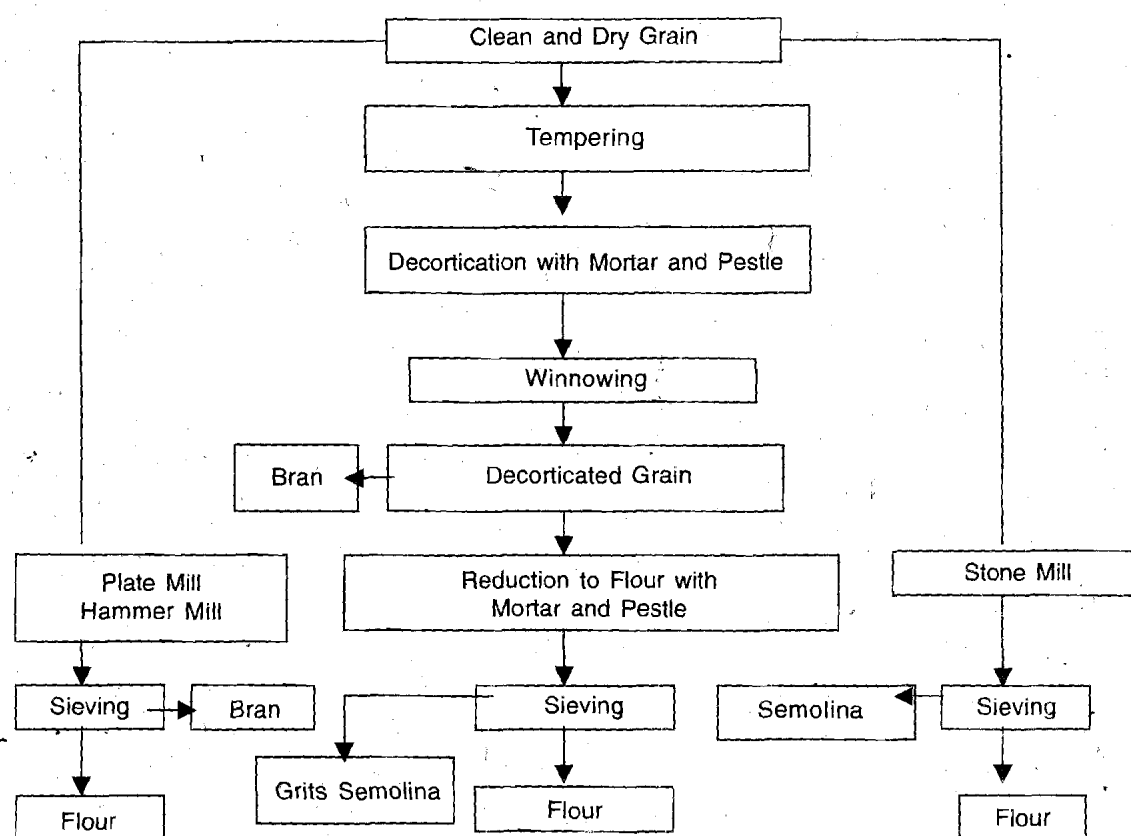 Clean and Dry Grain
Tempering
Decortication with Mortar and Pestle
Winnowing
Bran
Decorticated Grain
Plate Mill
Hammer Mill
Reduction to Flour with
Mortar and Pestle
Stone Mill
Sieving
Bran
Sieving
Semolina
Sieving
Grits Semolina
Flour
Flour
Flour